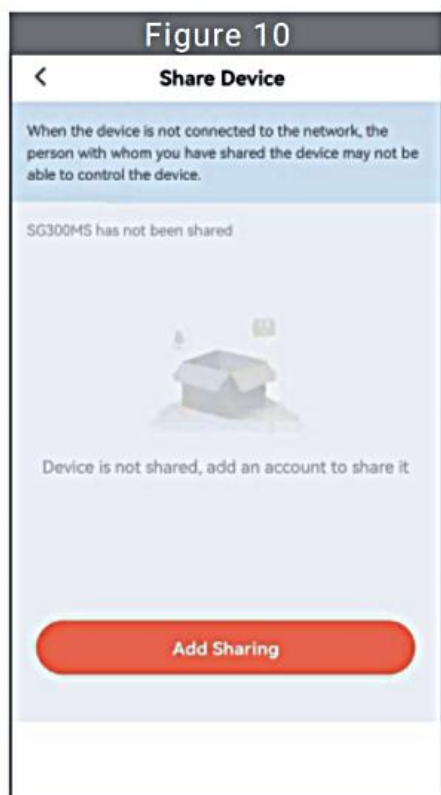 Figure 10
Share Device
When the device is not connected to the network, the
person with whom you have shared the device may not be
able to control the device.
SG300MS has not been shared
Device is not shared, add an account to share it
Add Sharing